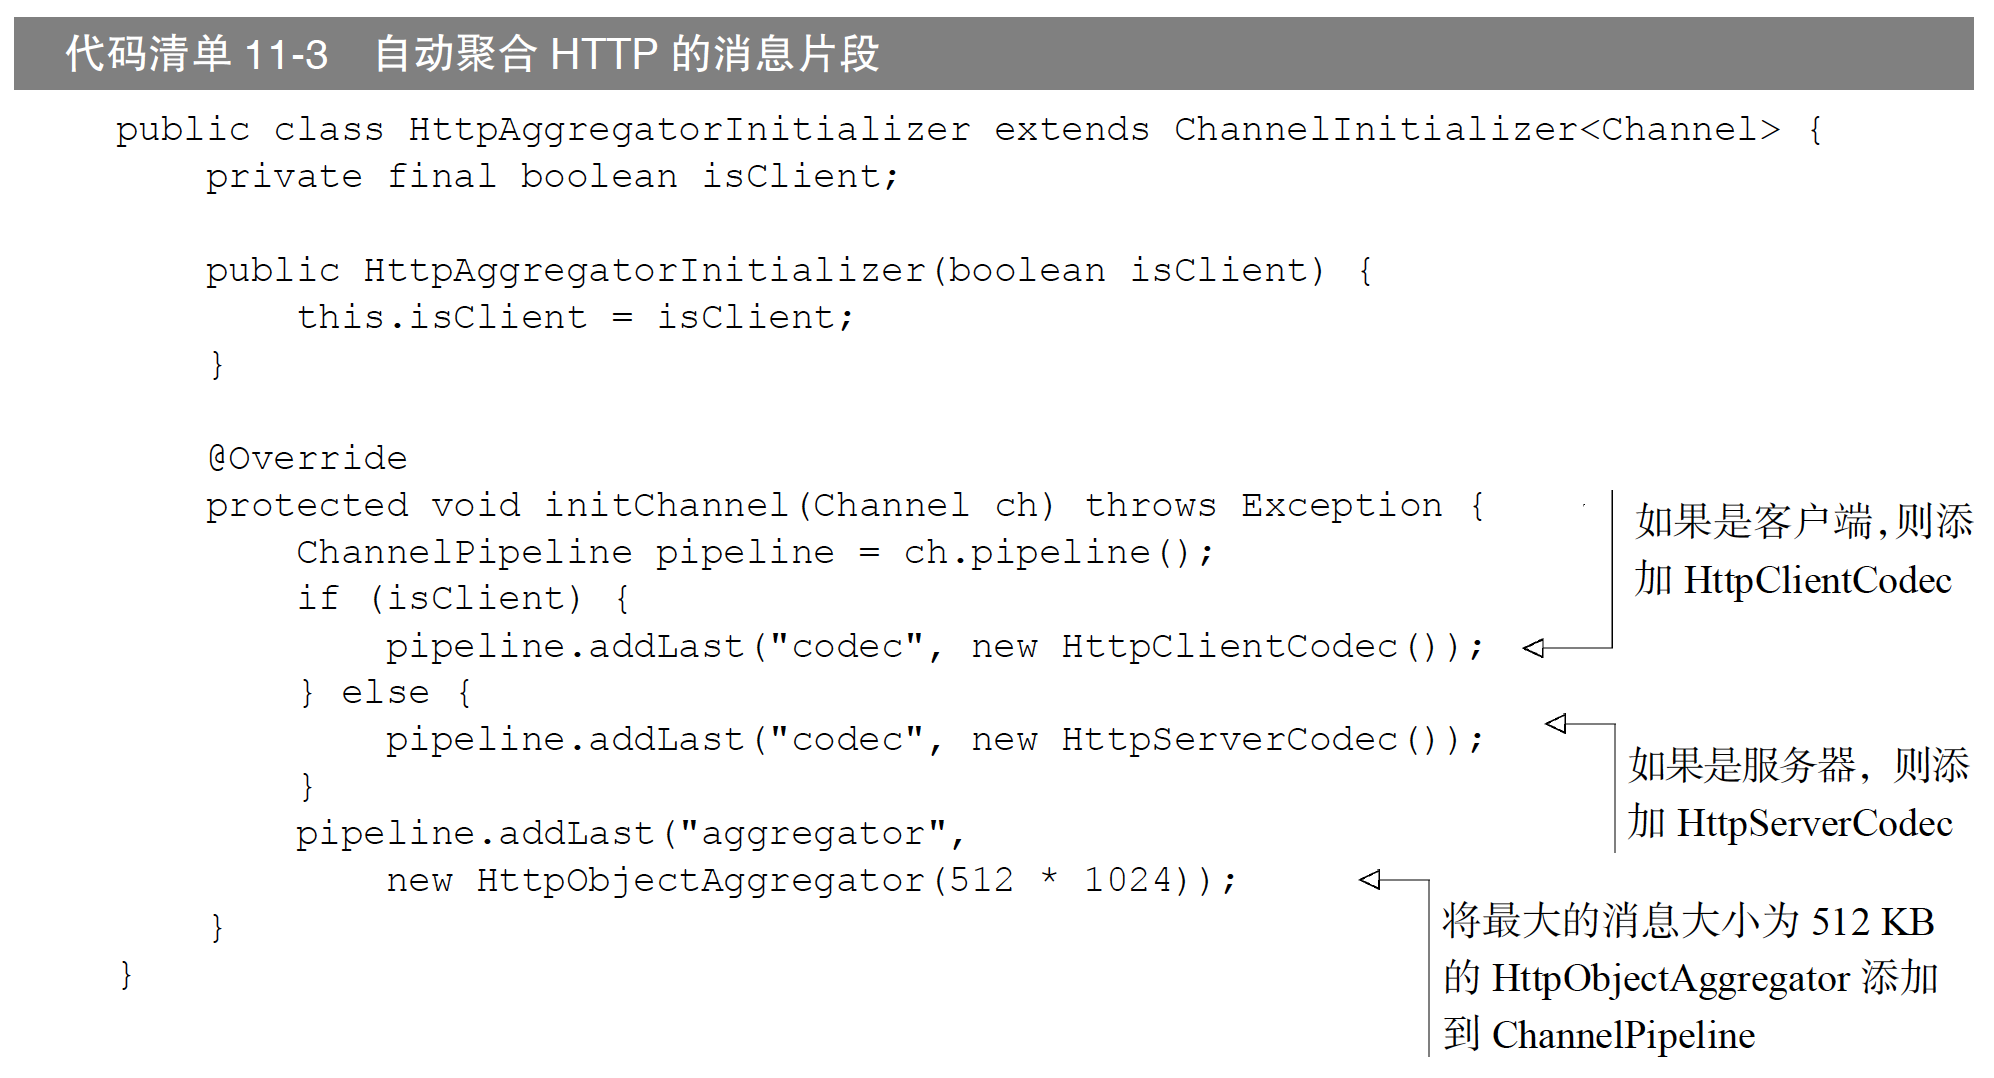 代码清单 11-3 自动聚合 HTTP 的消息片段
public class HttpAggregatorInitializer extends ChannelInitializer<Channel> {
private final boolean isClient;
public HttpAggregatorInitializer(boolean isClient) {
this.isClient = isClient;
}
@Override
protected void initChannel(Channel ch) throws Exception {
ChannelPipeline pipeline = ch.pipeline();
if (isClient) {
pipeline.addLast("codec", new HttpClientCodec());
} else {
pipeline.addLast("codec", new HttpServerCodec());
}
pipeline.addLast("aggregator",
new HttpObjectAggregator(512 * 1024));
}
}
如果是客户端,则添
加 HttpClientCodec
如果是服务器，则添
加 HttpServerCodec
将最大的消息大小为 512 KB
的 HttpObjectAggregator 添加
到 ChannelPipeline